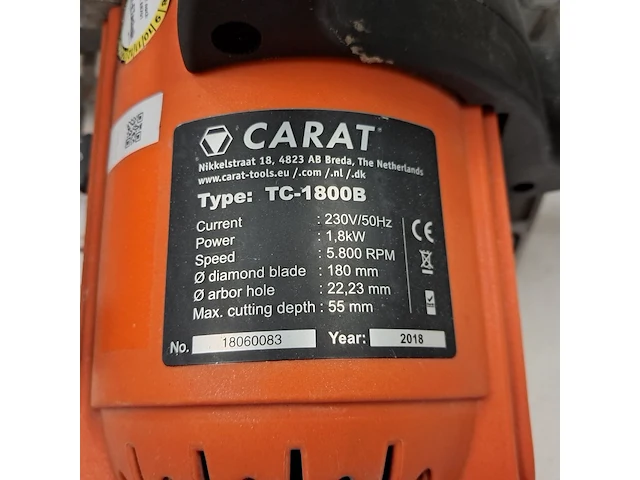 CARAT
Nikkelstraat 18, 4823 AB Breda, The Netherlands
www.carat-tools.eu /.com /.nl /.dk
Type: TC-1800B
Current : 230V/50Hz
Power : 1,8kW
Speed : 5.800 RPM
Ø diamond blade : 180 mm
Ø arbor hole : 22,23 mm
Max. cutting depth : 55 mm
CE
No. 18060083 Year: 2018